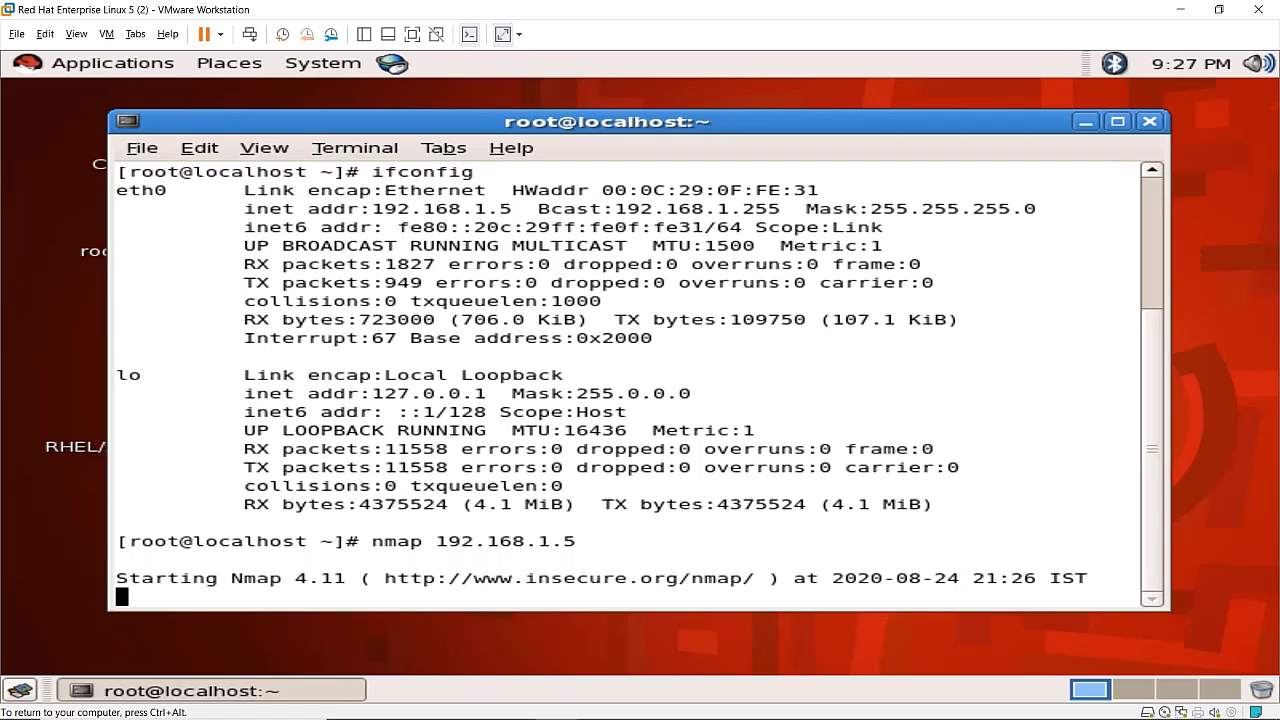 Red Hat Enterprise Linux 5 (2) - VMware Workstation
File Edit View VM Tabs Help
Applications Places System 9:27 PM
root@localhost:~
File Edit View Terminal Tabs Help
[root@localhost ~]# ifconfig
eth0 Link encap:Ethernet HWaddr 00:0C:29:0F:FE:31
inet addr:192.168.1.5 Bcast:192.168.1.255 Mask:255.255.255.0
inet6 addr: fe80::20c:29ff:fe0f:fe31/64 Scope:Link
UP BROADCAST RUNNING MULTICAST MTU:1500 Metric:1
RX packets:1827 errors:0 dropped:0 overruns:0 frame:0
TX packets:949 errors:0 dropped:0 overruns:0 carrier:0
collisions:0 txqueuelen:1000
RX bytes:723000 (706.0 KiB) TX bytes:109750 (107.1 KiB)
Interrupt:67 Base address:0x2000
lo Link encap:Local Loopback
inet addr:127.0.0.1 Mask:255.0.0.0
inet6 addr: ::1/128 Scope:Host
UP LOOPBACK RUNNING MTU:16436 Metric:1
RX packets:11558 errors:0 dropped:0 overruns:0 frame:0
TX packets:11558 errors:0 dropped:0 overruns:0 carrier:0
collisions:0 txqueuelen:0
RX bytes:4375524 (4.1 MiB) TX bytes:4375524 (4.1 MiB)
[root@localhost ~]# nmap 192.168.1.5
Starting Nmap 4.11 ( http://www.insecure.org/nmap/ ) at 2020-08-24 21:26 IST
C
roo
RHEL/
root@localhost:~
To return to your computer, press Ctrl+Alt.